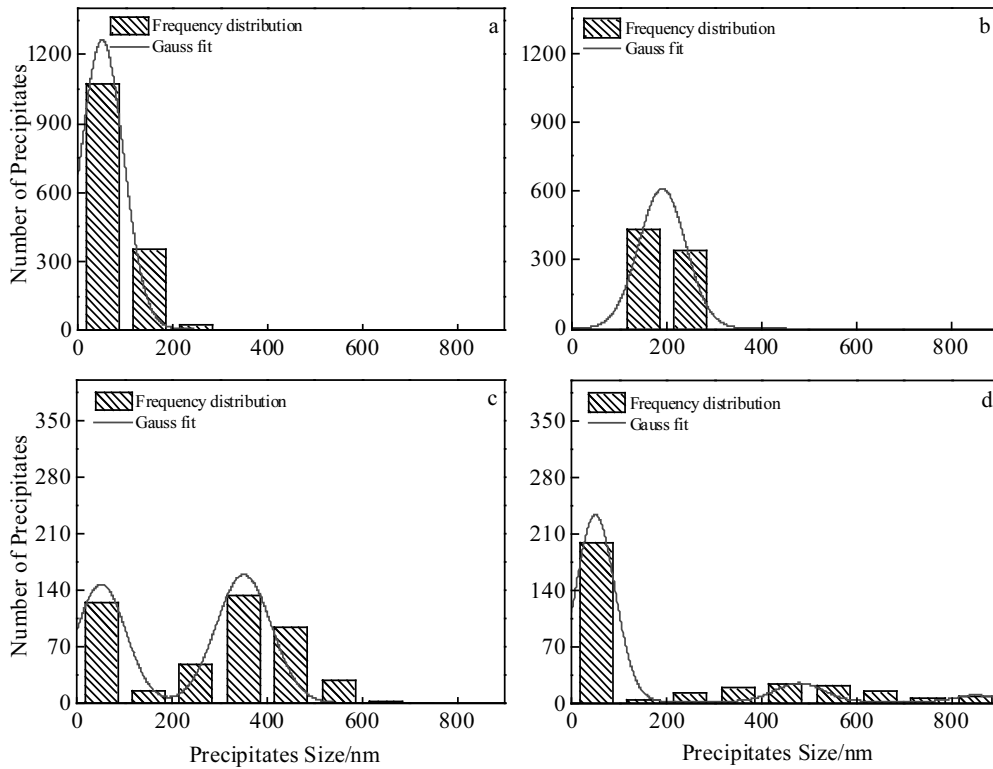 Frequency distribution
Gauss fit
a
1200
900
600
300
0
0 200 400 600 800
Number of Precipitates
Frequency distribution
Gauss fit
b
1200
900
600
300
0
0 200 400 600 800
Frequency distribution
Gauss fit
c
350
280
210
140
70
0
0 200 400 600 800
Number of Precipitates
Precipitates Size/nm
Frequency distribution
Gauss fit
d
350
280
210
140
70
0
0 200 400 600 800
Precipitates Size/nm